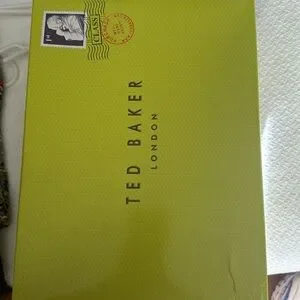 1st
CLASS
TED BAKER
LONDON